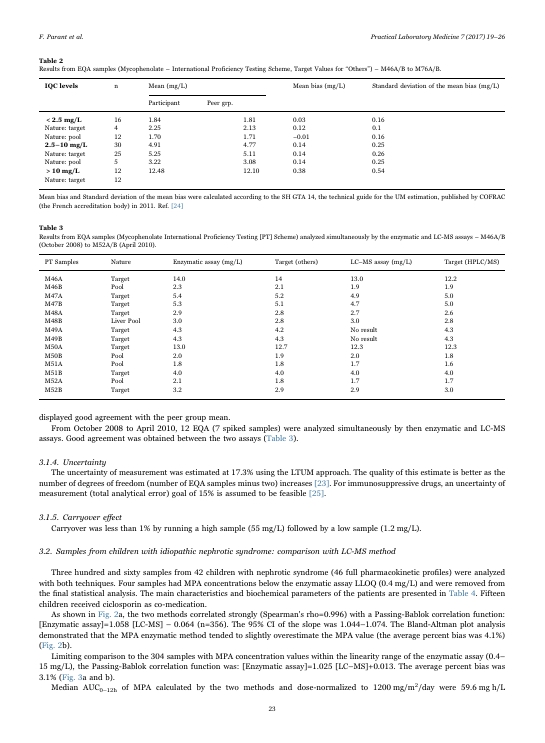 F. Parant et al.
Practical Laboratory Medicine 7 (2017) 19–26
Table 2
Results from EQA samples (Mycophenolate – International Proficiency Testing Scheme, Target Values for "Others") – M46A/B to M76A/B.
IQC levels n Mean (mg/L) Mean bias (mg/L) Standard deviation of the mean bias (mg/L)
Participant Peer grp.
< 2.5 mg/L 16 1.84 1.81 0.03 0.16
Nature: target 4 2.25 2.13 0.12 0.1
Nature: pool 12 1.70 1.71 −0.01 0.16
2.5–10 mg/L 30 4.91 4.77 0.14 0.25
Nature: target 25 5.25 5.11 0.14 0.26
Nature: pool 5 3.22 3.08 0.14 0.25
> 10 mg/L 12 12.48 12.10 0.38 0.54
Nature: target 12
Mean bias and Standard deviation of the mean bias were calculated according to the SH GTA 14, the technical guide for the UM estimation, published by COFRAC
(the French accreditation body) in 2011. Ref. [24]
Table 3
Results from EQA samples (Mycophenolate International Proficiency Testing [PT] Scheme) analyzed simultaneously by the enzymatic and LC-MS assays – M46A/B
(October 2008) to M52A/B (April 2010).
PT Samples Nature Enzymatic assay (mg/L) Target (others) LC–MS assay (mg/L) Target (HPLC/MS)
M46A Target 14.0 14 13.0 12.2
M46B Pool 2.3 2.1 1.9 1.9
M47A Target 5.4 5.2 4.9 5.0
M47B Target 5.3 5.1 4.7 5.0
M48A Target 2.9 2.8 2.7 2.6
M48B Liver Pool 3.0 2.8 3.0 2.8
M49A Target 4.3 4.2 No result 4.3
M49B Target 4.3 4.3 No result 4.3
M50A Target 13.0 12.7 12.3 12.3
M50B Pool 2.0 1.9 2.0 1.8
M51A Pool 1.8 1.8 1.7 1.6
M51B Target 4.0 4.0 4.0 4.0
M52A Pool 2.1 1.8 1.7 1.7
M52B Target 3.2 2.9 2.9 3.0
displayed good agreement with the peer group mean.
From October 2008 to April 2010, 12 EQA (7 spiked samples) were analyzed simultaneously by then enzymatic and LC-MS
assays. Good agreement was obtained between the two assays (Table 3).
3.1.4. Uncertainty
The uncertainty of measurement was estimated at 17.3% using the LTUM approach. The quality of this estimate is better as the
number of degrees of freedom (number of EQA samples minus two) increases [23]. For immunosuppressive drugs, an uncertainty of
measurement (total analytical error) goal of 15% is assumed to be feasible [25].
3.1.5. Carryover effect
Carryover was less than 1% by running a high sample (55 mg/L) followed by a low sample (1.2 mg/L).
3.2. Samples from children with idiopathic nephrotic syndrome: comparison with LC-MS method
Three hundred and sixty samples from 42 children with nephrotic syndrome (46 full pharmacokinetic profiles) were analyzed
with both techniques. Four samples had MPA concentrations below the enzymatic assay LLOQ (0.4 mg/L) and were removed from
the final statistical analysis. The main characteristics and biochemical parameters of the patients are presented in Table 4. Fifteen
children received ciclosporin as co-medication.
As shown in Fig. 2a, the two methods correlated strongly (Spearman's rho=0.996) with a Passing-Bablok correlation function:
[Enzymatic assay]=1.058 [LC-MS] − 0.064 (n=356). The 95% CI of the slope was 1.044–1.074. The Bland-Altman plot analysis
demonstrated that the MPA enzymatic method tended to slightly overestimate the MPA value (the average percent bias was 4.1%)
(Fig. 2b).
Limiting comparison to the 304 samples with MPA concentration values within the linearity range of the enzymatic assay (0.4–
15 mg/L), the Passing-Bablok correlation function was: [Enzymatic assay]=1.025 [LC−MS]+0.013. The average percent bias was
3.1% (Fig. 3a and b).
Median AUC0–12h of MPA calculated by the two methods and dose-normalized to 1200 mg/m²/day were 59.6 mg h/L
23